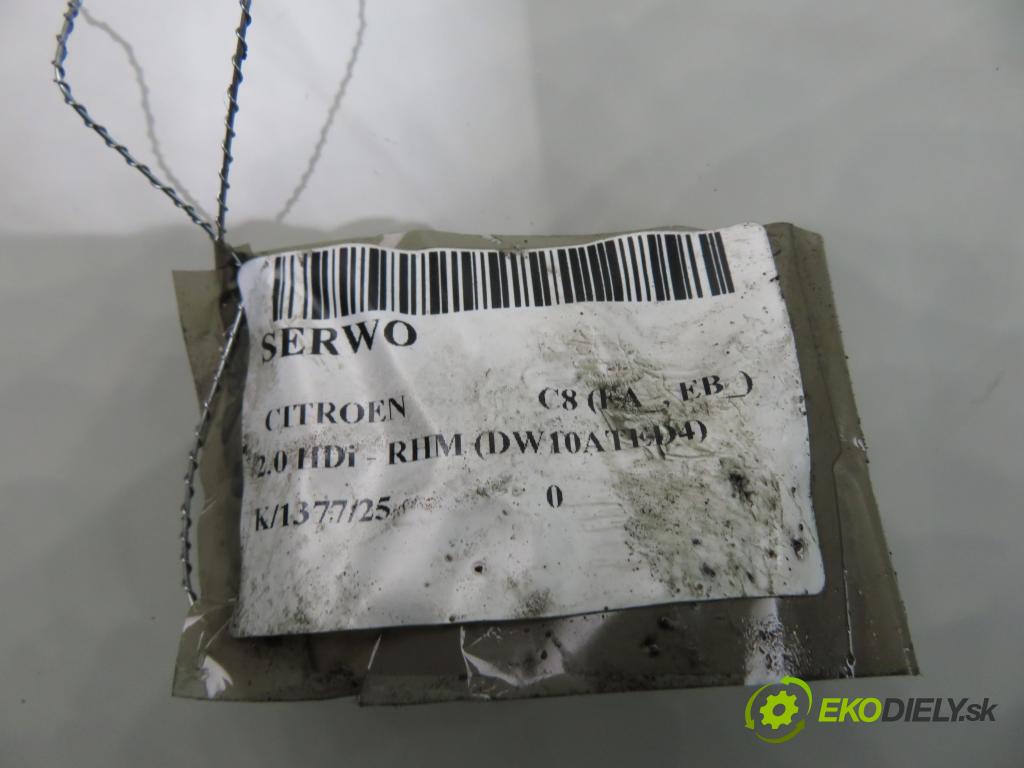 SERWO
CITROEN C8 (EA_, EB_)
2.0 HDi - RHM (DW10ATED4)
K/1377/25 0
EKODIELY.sk